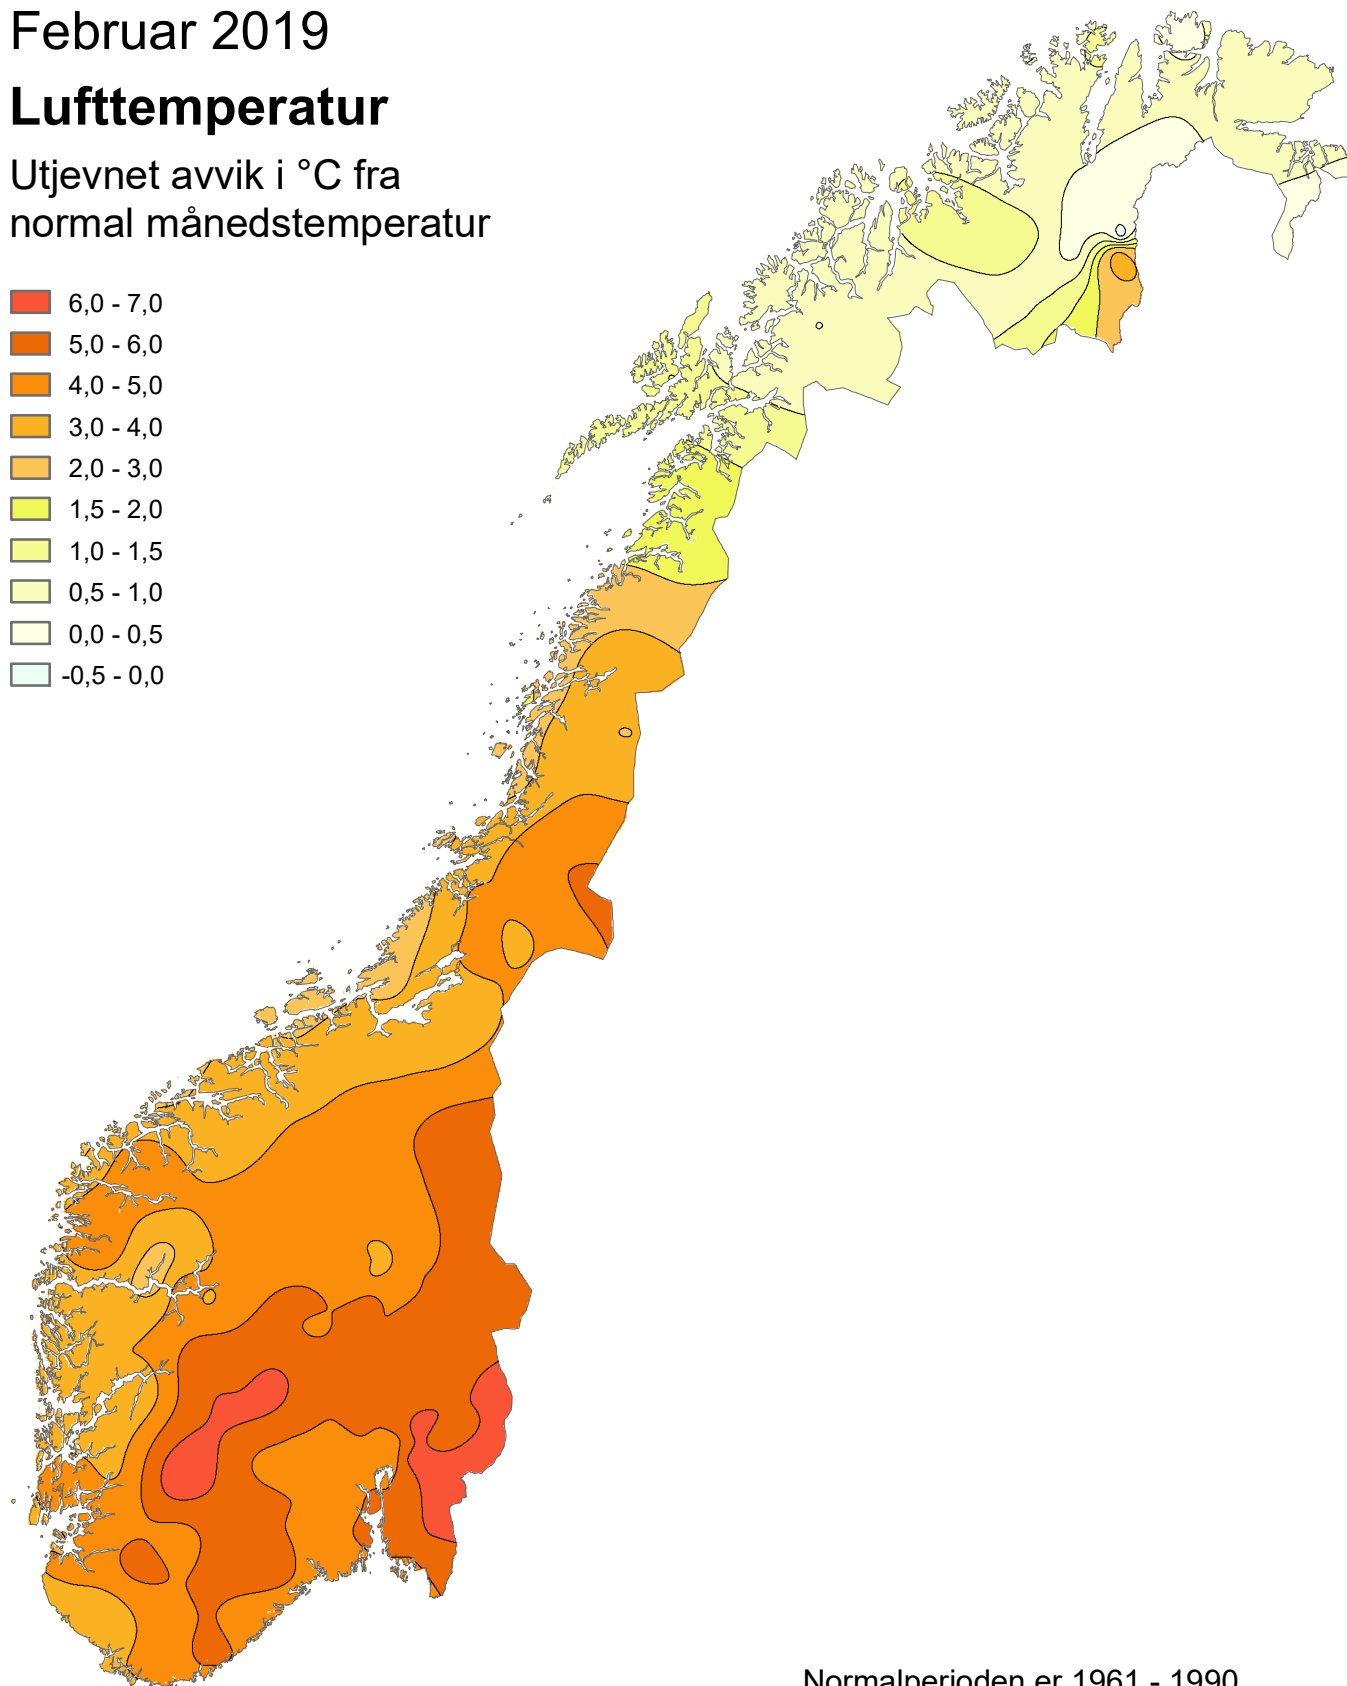 Februar 2019
Lufttemperatur
Utjevnet avvik i °C fra
normal månedstemperatur
6,0 - 7,0
5,0 - 6,0
4,0 - 5,0
3,0 - 4,0
2,0 - 3,0
1,5 - 2,0
1,0 - 1,5
0,5 - 1,0
0,0 - 0,5
-0,5 - 0,0
Normalperioden er 1961 - 1990